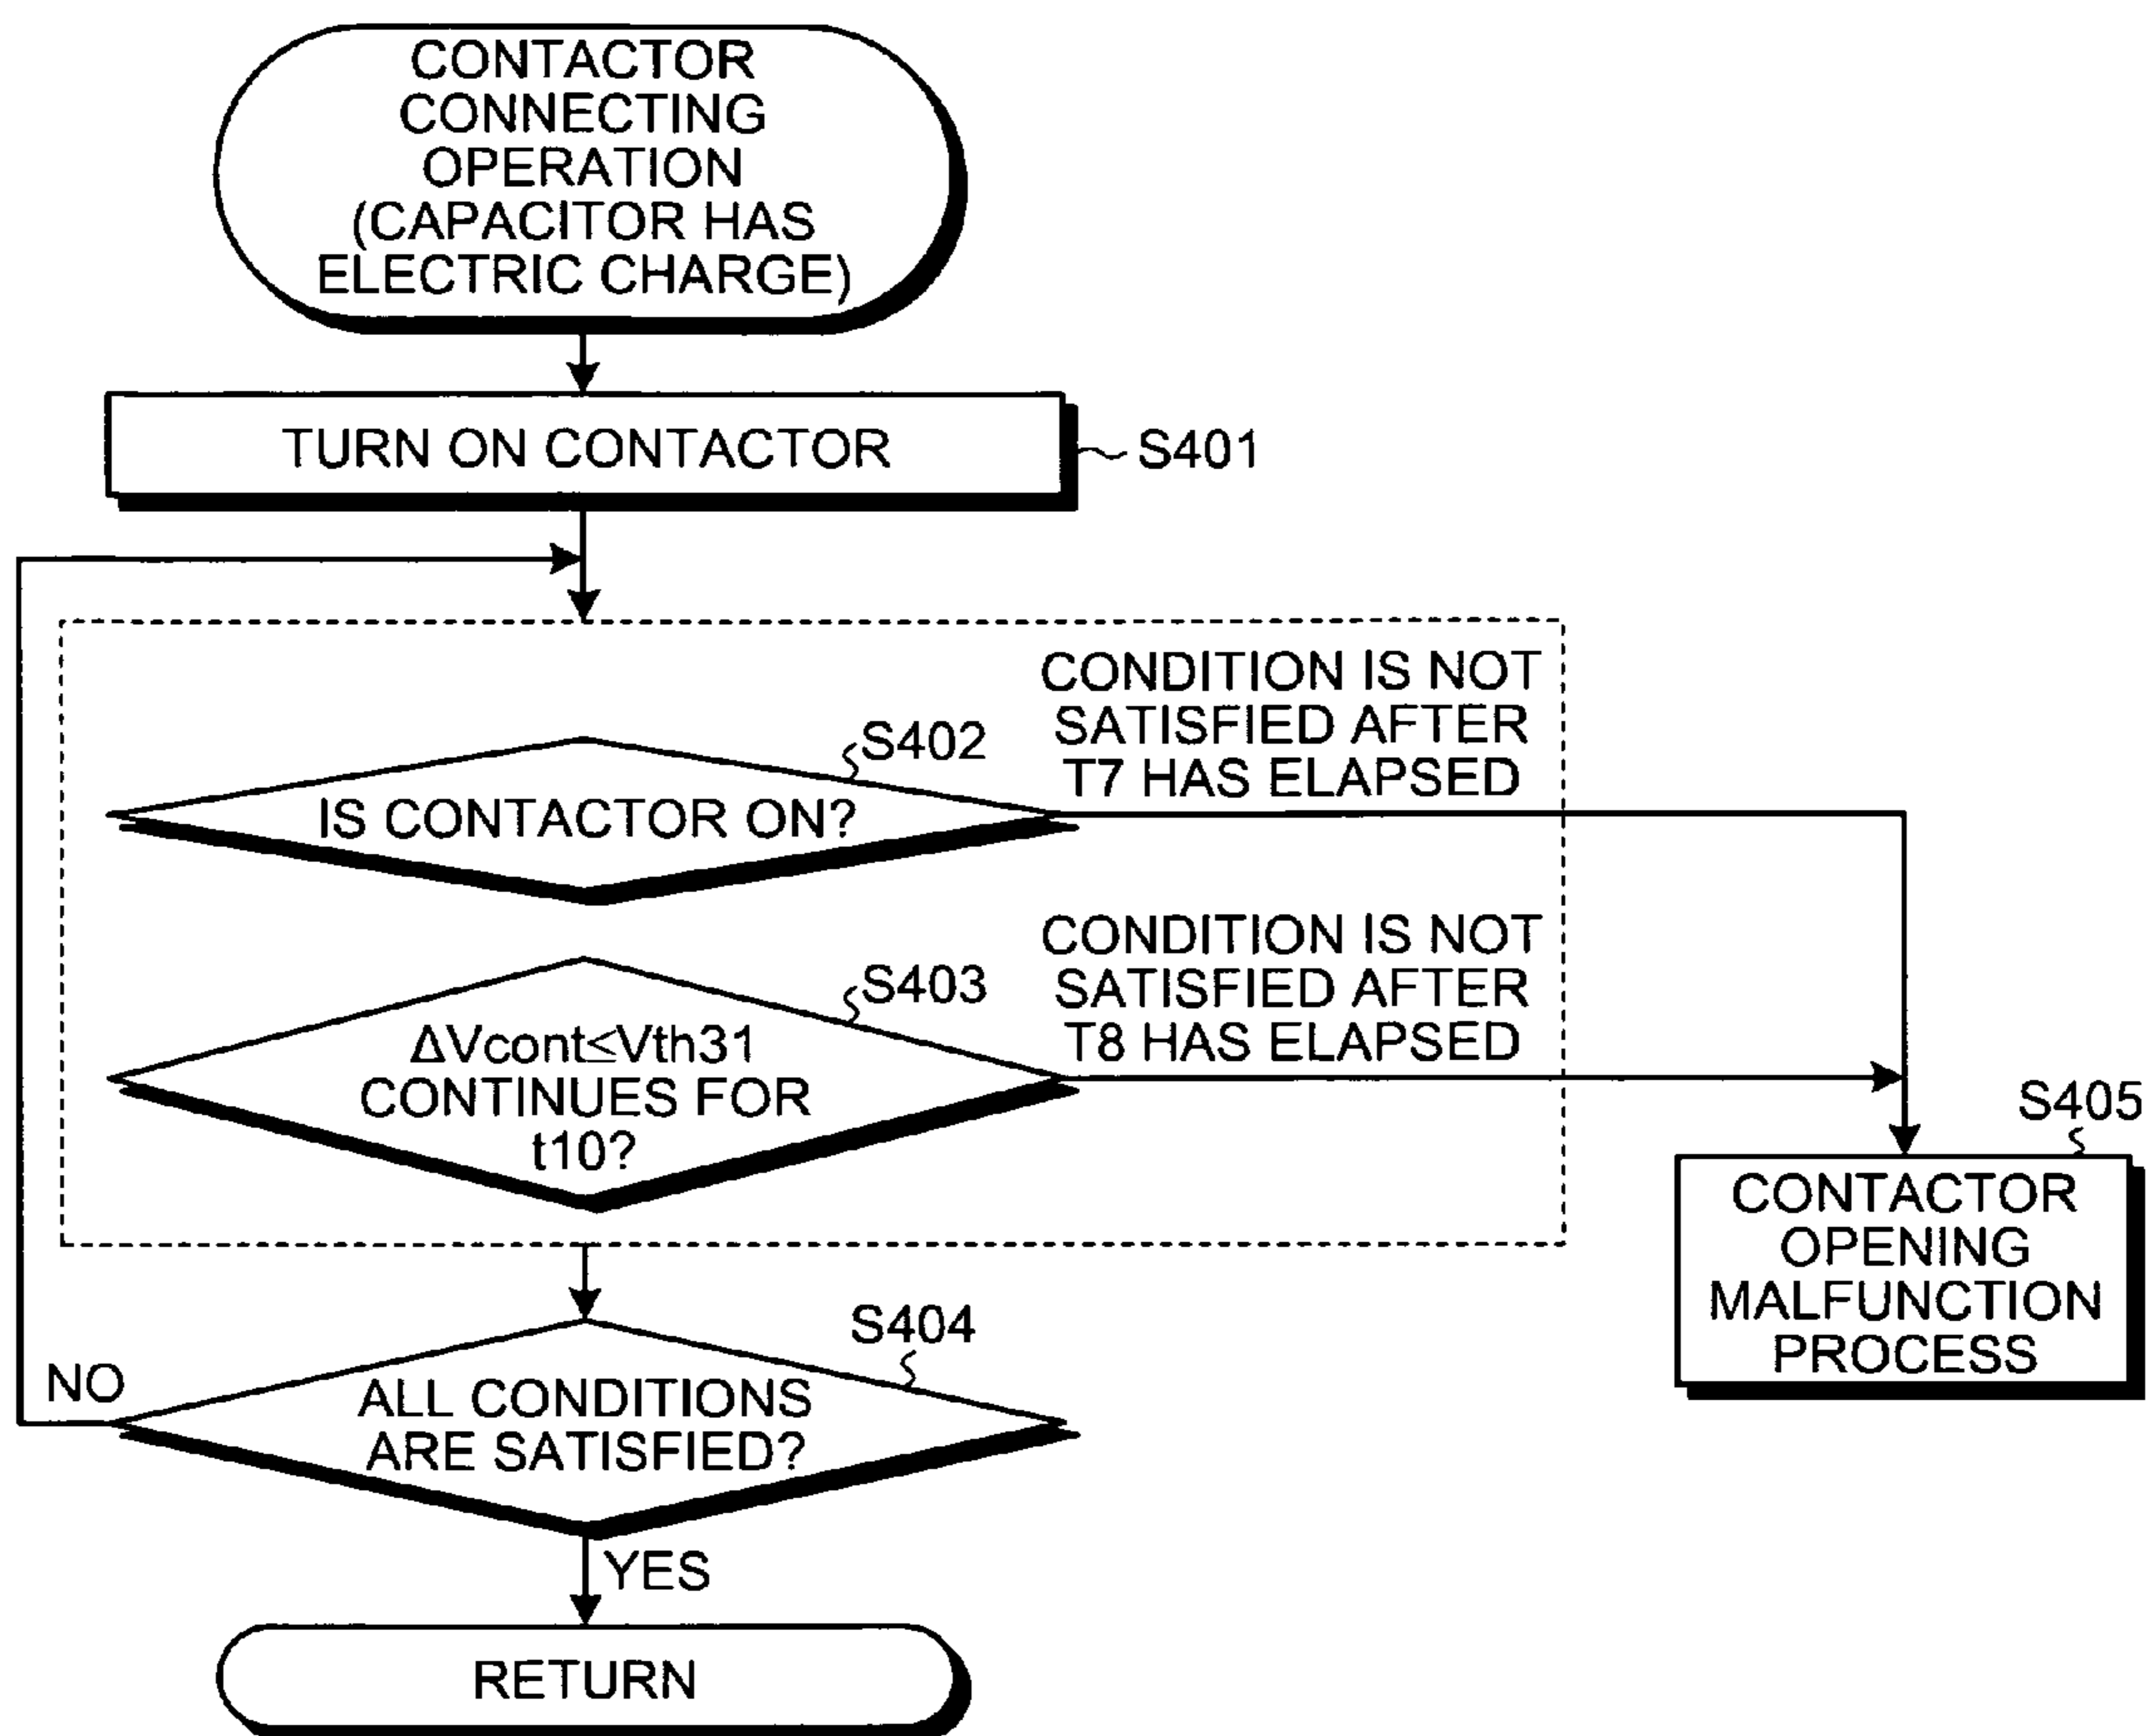 CONTACTOR
CONNECTING
OPERATION
(CAPACITOR HAS
ELECTRIC CHARGE)
TURN ON CONTACTOR
S401
CONDITION IS NOT
SATISFIED AFTER
T7 HAS ELAPSED
S402
IS CONTACTOR ON?
CONDITION IS NOT
SATISFIED AFTER
T8 HAS ELAPSED
S403
ΔVcont≤Vth31
CONTINUES FOR
t10?
S405
CONTACTOR
OPENING
MALFUNCTION
PROCESS
S404
NO
ALL CONDITIONS
ARE SATISFIED?
YES
RETURN